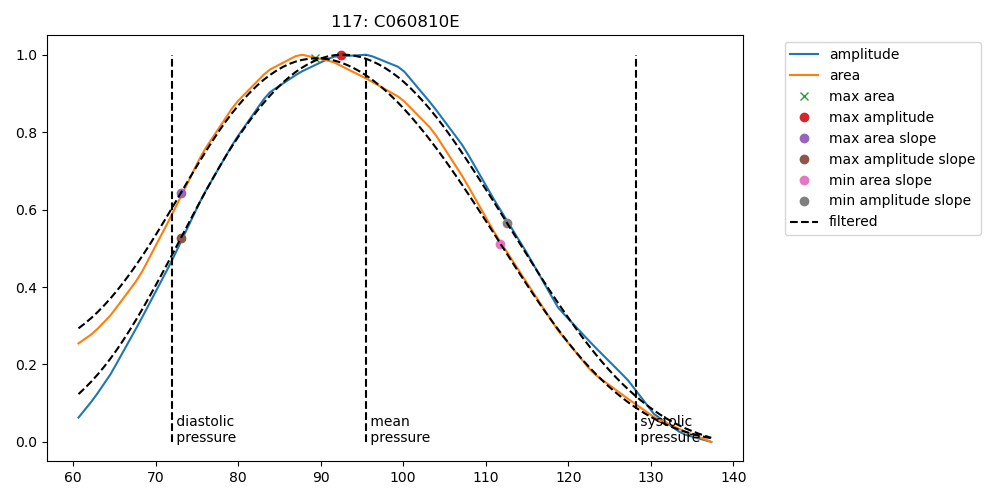 117: C060810E
1.0
0.8
0.6
0.4
0.2
0.0
60 70 80 90 100 110 120 130 140
diastolic
pressure
mean
pressure
systolic
pressure
amplitude
area
max area
max amplitude
max area slope
max amplitude slope
min area slope
min amplitude slope
filtered